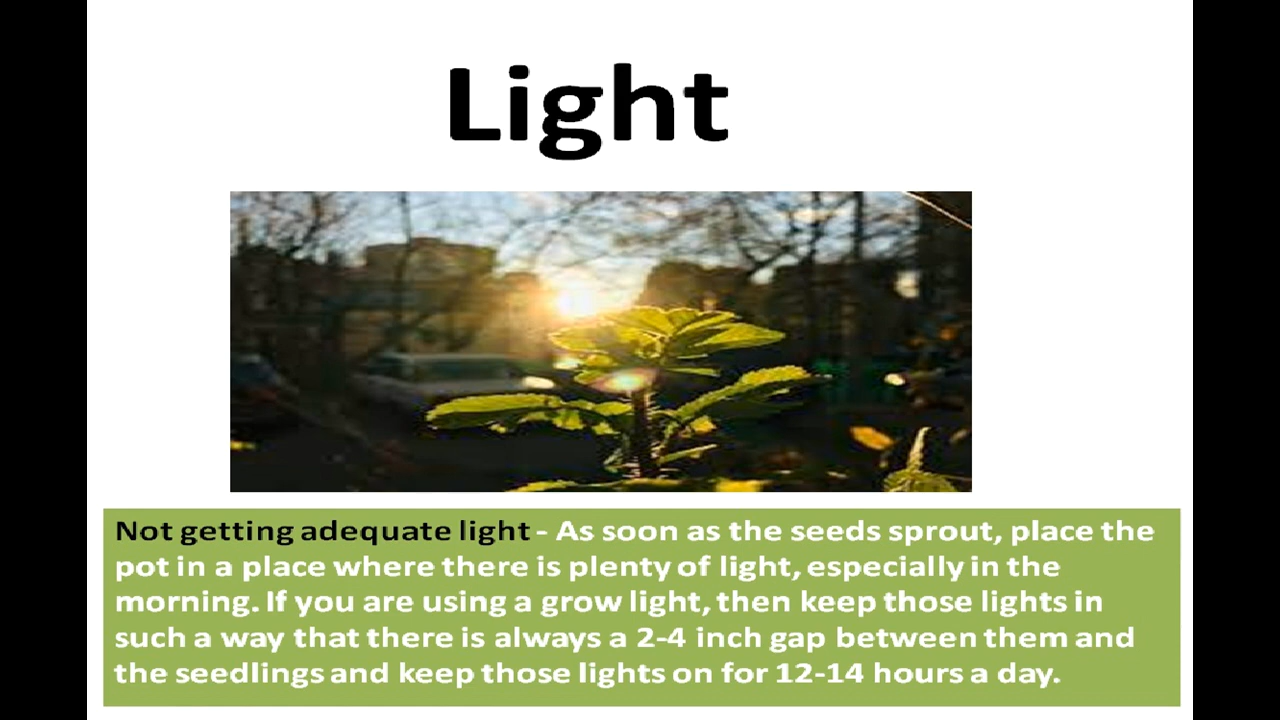 Light
Not getting adequate light - As soon as the seeds sprout, place the
pot in a place where there is plenty of light, especially in the
morning. If you are using a grow light, then keep those lights in
such a way that there is always a 2-4 inch gap between them and
the seedlings and keep those lights on for 12-14 hours a day.